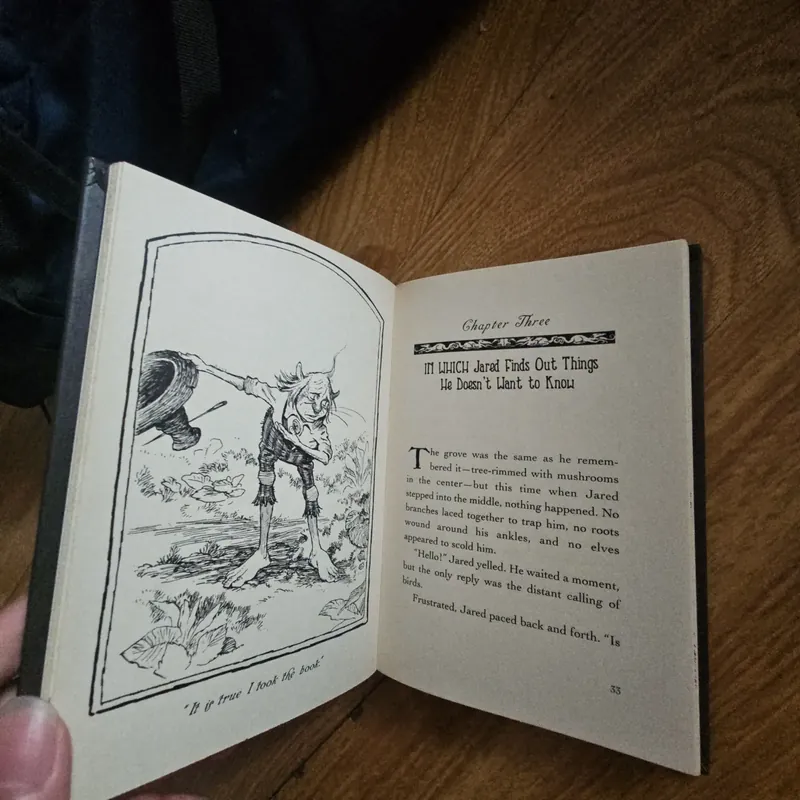 "It is true I took the book."
Chapter Three
IN WHICH Jared Finds Out Things
He Doesn't Want to Know
The grove was the same as he remem-
bered it—tree-rimmed with mushrooms
in the center—but this time when Jared
stepped into the middle, nothing happened. No
branches laced together to trap him, no roots
wound around his ankles, and no elves
appeared to scold him.
"Hello!" Jared yelled. He waited a moment,
but the only reply was the distant calling of
birds.
Frustrated, Jared paced back and forth. "Is
33